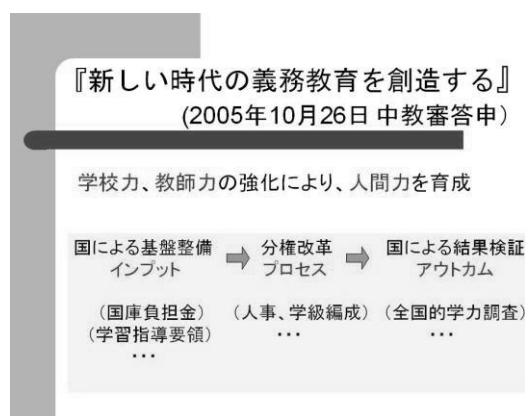 『新しい時代の義務教育を創造する』
(2005年10月26日 中教審答申)
学校力、教師力の強化により、人間力を育成
国による基盤整備 ⇒ 分権改革 ⇒ 国による結果検証
インプット プロセス アウトカム
(国庫負担金) (人事、学級編成) (全国的学力調査)
(学習指導要領) ・・・ ・・・
・・・